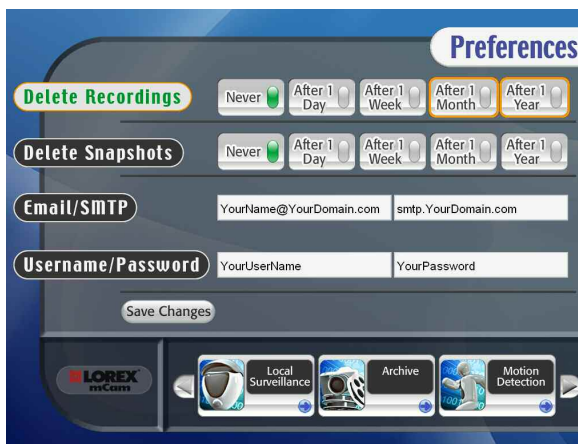 Preferences
Delete Recordings
Never
After 1
Day
After 1
Week
After 1
Month
After 1
Year
Delete Snapshots
Never
After 1
Day
After 1
Week
After 1
Month
After 1
Year
Email/SMTP
YourName@YourDomain.com
smtp.YourDomain.com
Username/Password
YourUserName
YourPassword
Save Changes
LOREX
mCam
Local
Surveillance
Archive
Motion
Detection